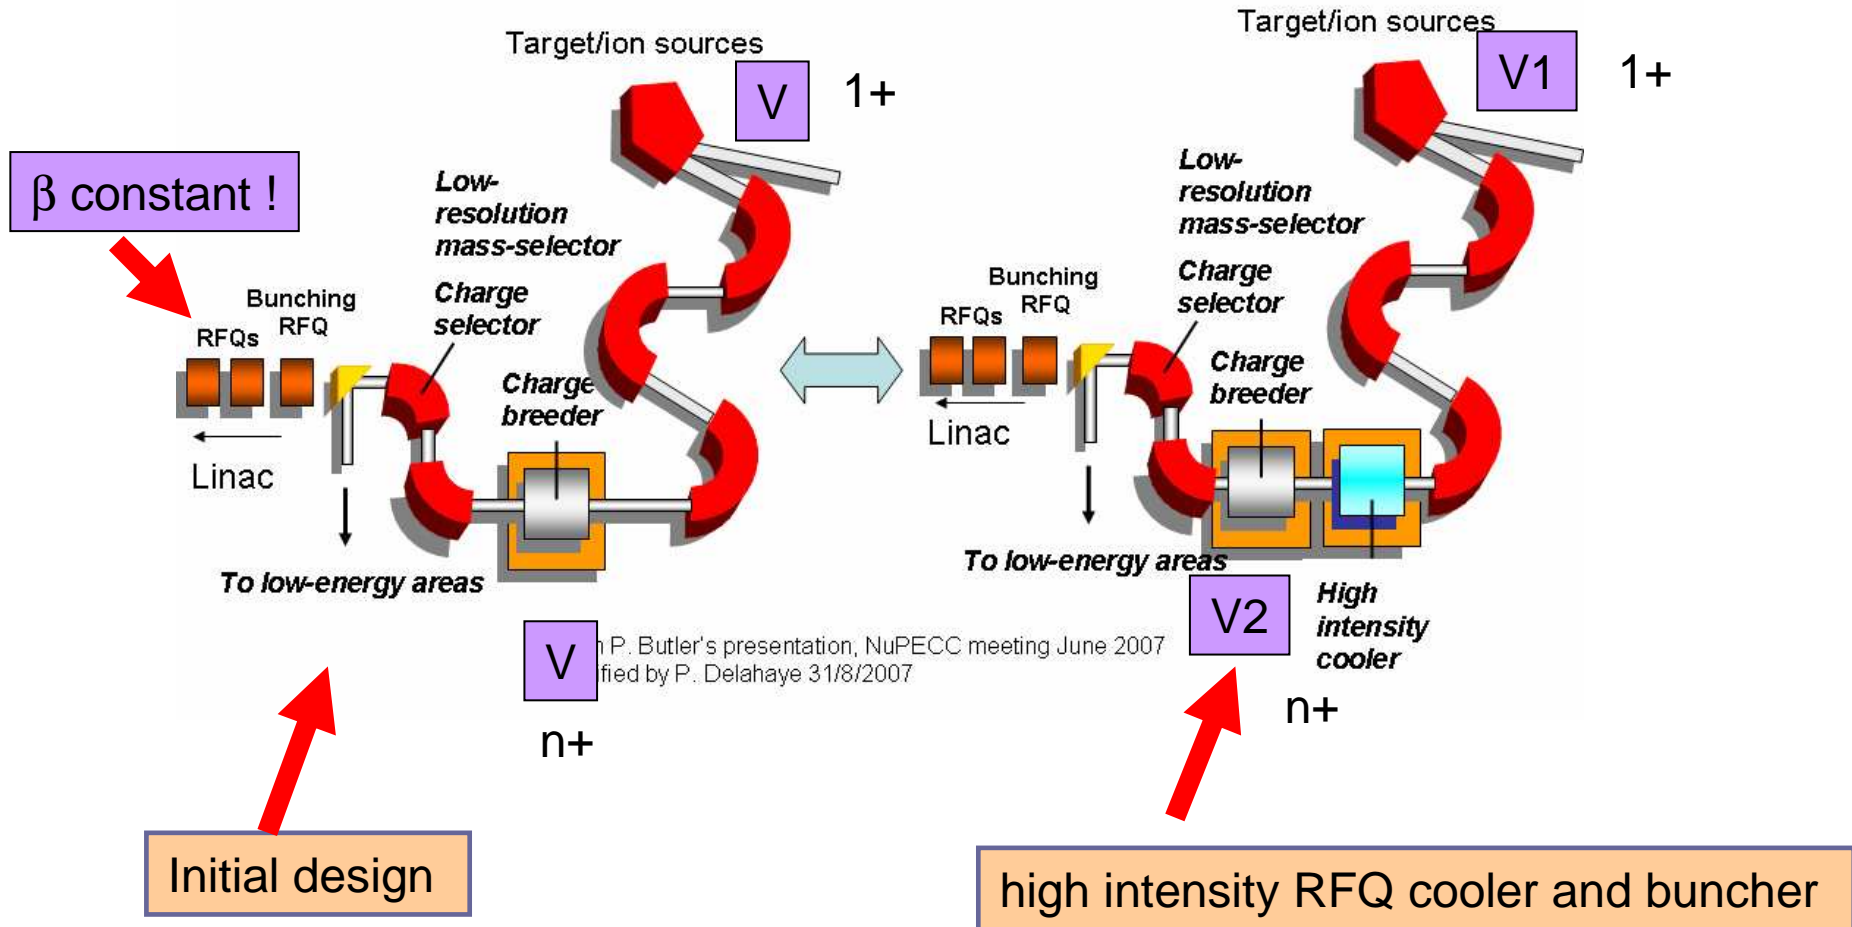 Target/ion sources
V
1+
β constant !
Low-
resolution
mass-selector
Charge
selector
Bunching
RFQ
RFQs
Charge
breeder
Linac
To low-energy areas
V
n+
Initial design
Target/ion sources
V1
1+
Low-
resolution
mass-selector
Charge
selector
Bunching
RFQ
RFQs
Charge
breeder
Linac
To low-energy areas
V2
n+
High
intensity
cooler
P. Butler's presentation, NuPECC meeting June 2007
by P. Delahaye 31/8/2007
high intensity RFQ cooler and buncher